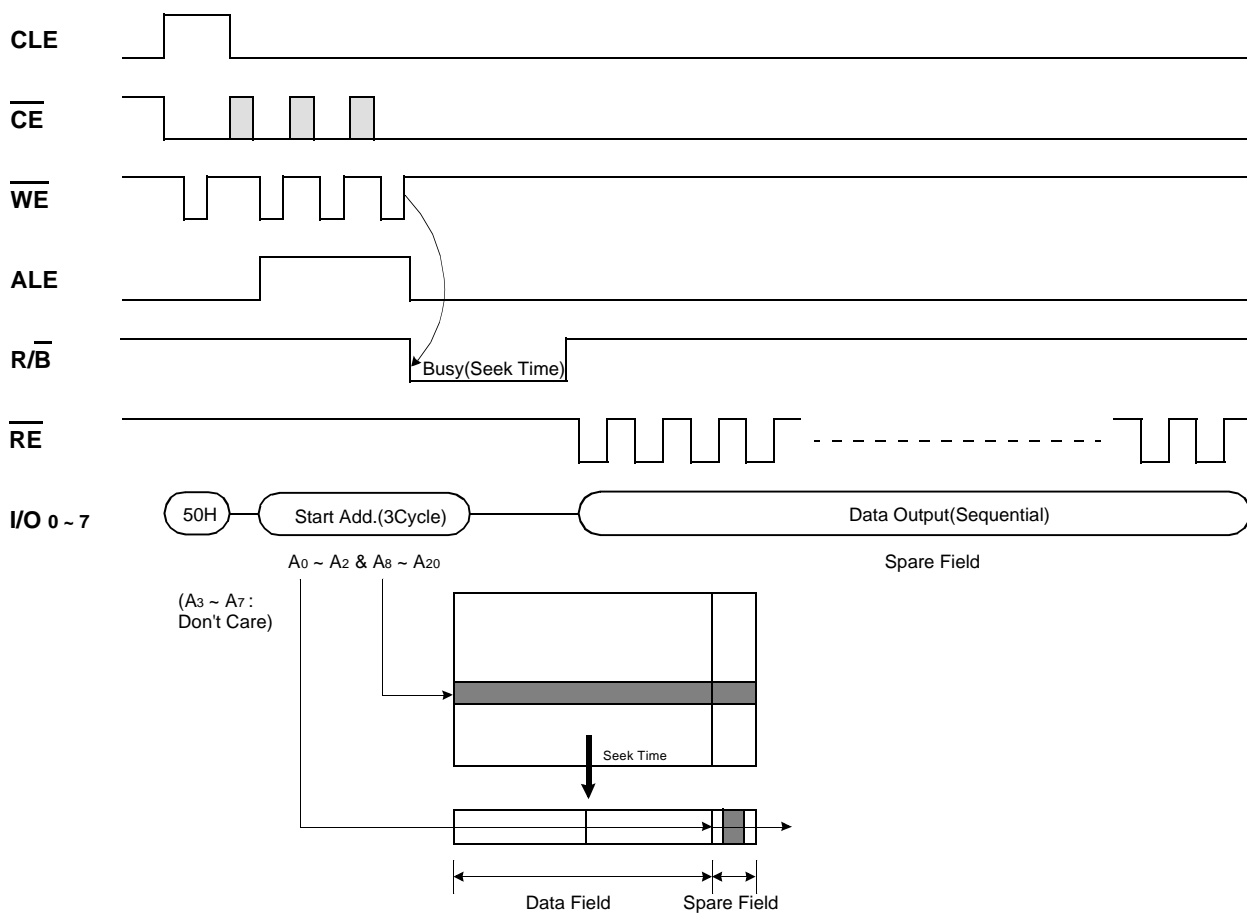 CLE
CE
WE
ALE
R/B
Busy(Seek Time)
RE
I/O 0 ~ 7
50H
Start Add.(3Cycle)
Data Output(Sequential)
A0 ~ A2 & A8 ~ A20
Spare Field
(A3 ~ A7 :
Don't Care)
Seek Time
Data Field
Spare Field